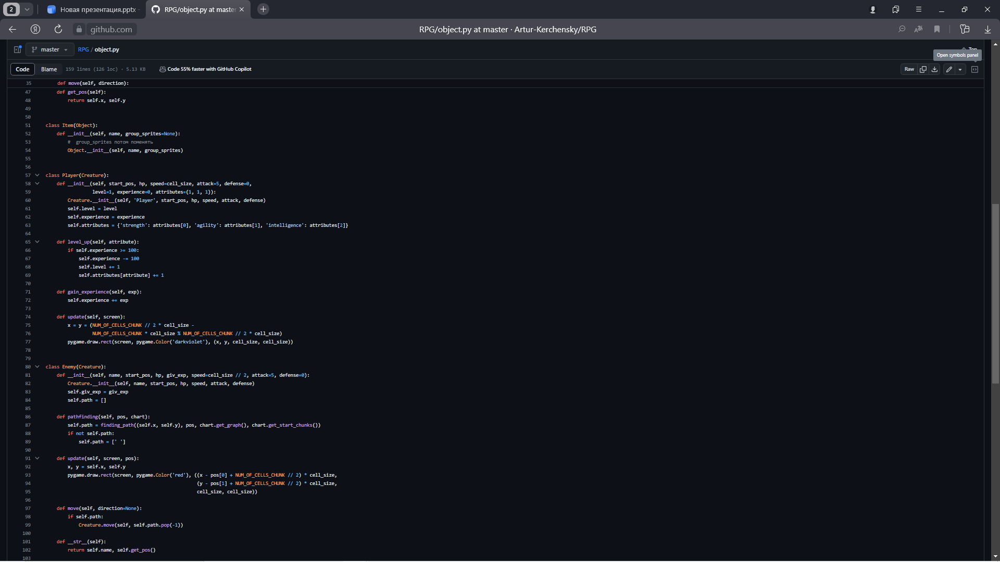 2
Новая презентация.pptx
RPG/object.py at master
github.com
RPG/object.py at master · Artur-Kerchensky/RPG
master
RPG / object.py
Top
Open symbols panel
Code
Blame
159 lines (126 loc) · 5.13 KB
Code 55% faster with GitHub Copilot
Raw
35 def move(self, direction):
47 def get_pos(self):
48 return self.x, self.y
49
50
51 class Item(Object):
52 def __init__(self, name, group_sprites=None):
53 #  group_sprites потом поменять
54 Object.__init__(self, name, group_sprites)
55
56
57 class Player(Creature):
58 def __init__(self, start_pos, hp, speed=cell_size, attack=5, defense=0,
59 level=1, experience=0, attributes=(1, 1, 1)):
60 Creature.__init__(self, 'Player', start_pos, hp, speed, attack, defense)
61 self.level = level
62 self.experience = experience
63 self.attributes = {'strength': attributes[0], 'agility': attributes[1], 'intelligence': attributes[2]}
64
65 def level_up(self, attribute):
66 if self.experience >= 100:
67 self.experience -= 100
68 self.level += 1
69 self.attributes[attribute] += 1
70
71 def gain_experience(self, exp):
72 self.experience += exp
73
74 def update(self, screen):
75 x = y = (NUM_OF_CELLS_CHUNK // 2 * cell_size -
76 NUM_OF_CELLS_CHUNK * cell_size % NUM_OF_CELLS_CHUNK // 2 * cell_size)
77 pygame.draw.rect(screen, pygame.Color('darkviolet'), (x, y, cell_size, cell_size))
78
79
80 class Enemy(Creature):
81 def __init__(self, name, start_pos, hp, giv_exp, speed=cell_size // 2, attack=5, defense=0):
82 Creature.__init__(self, name, start_pos, hp, speed, attack, defense)
83 self.giv_exp = giv_exp
84 self.path = []
85
86 def pathfinding(self, pos, chart):
87 self.path = finding_path((self.x, self.y), pos, chart.get_graph(), chart.get_start_chunks())
88 if not self.path:
89 self.path = [' ']
90
91 def update(self, screen, pos):
92 x, y = self.x, self.y
93 pygame.draw.rect(screen, pygame.Color('red'), ((x - pos[0] + NUM_OF_CELLS_CHUNK // 2) * cell_size,
94 (y - pos[1] + NUM_OF_CELLS_CHUNK // 2) * cell_size,
95 cell_size, cell_size))
96
97 def move(self, direction=None):
98 if self.path:
99 Creature.move(self, self.path.pop(-1))
100
101 def __str__(self):
102 return self.name, self.get_pos()
103